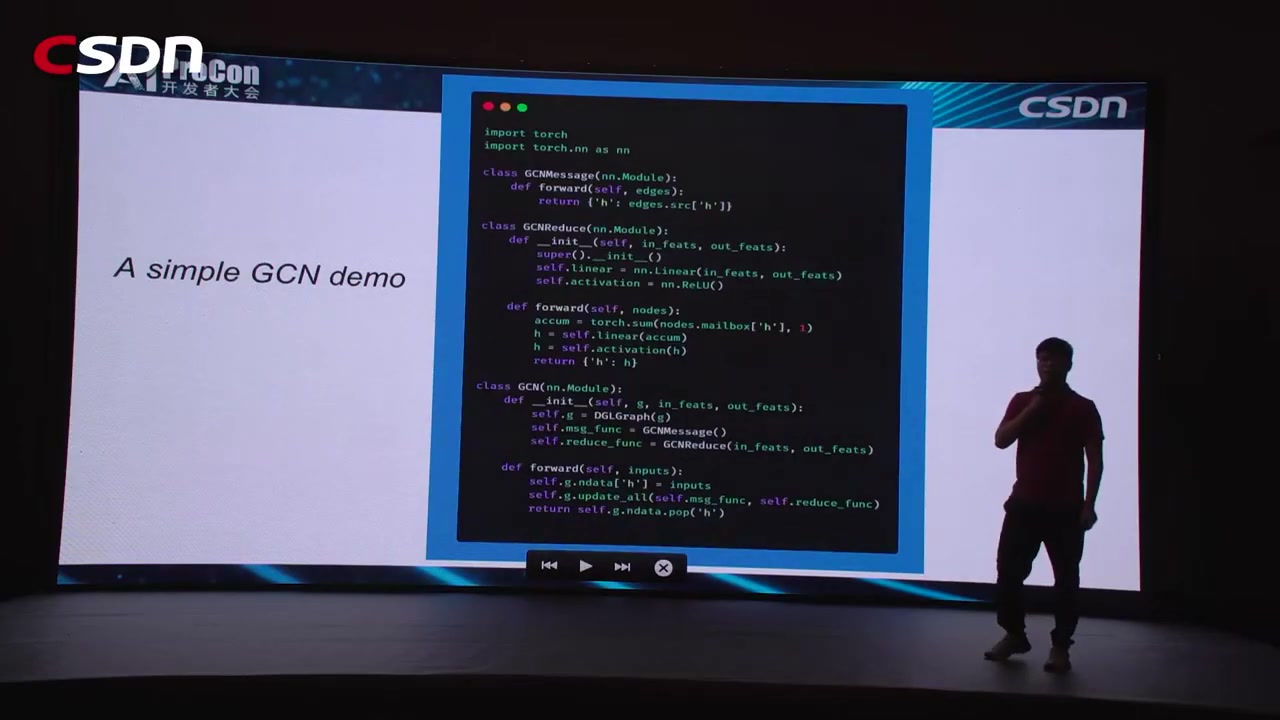 CSDN
AI ProCon
开发者大会
CSDN
A simple GCN demo
import torch
import torch.nn as nn
class GCNMessage(nn.Module):
def forward(self, edges):
return {'h': edges.src['h']}
class GCNReduce(nn.Module):
def __init__(self, in_feats, out_feats):
super().__init__()
self.linear = nn.Linear(in_feats, out_feats)
self.activation = nn.ReLU()
def forward(self, nodes):
accum = torch.sum(nodes.mailbox['h'], 1)
h = self.linear(accum)
h = self.activation(h)
return {'h': h}
class GCN(nn.Module):
def __init__(self, g, in_feats, out_feats):
self.g = DGLGraph(g)
self.msg_func = GCNMessage()
self.reduce_func = GCNReduce(in_feats, out_feats)
def forward(self, inputs):
self.g.ndata['h'] = inputs
self.g.update_all(self.msg_func, self.reduce_func)
return self.g.ndata.pop('h')